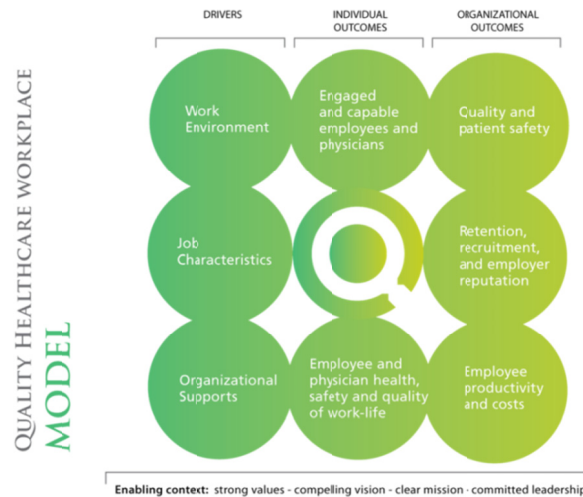 DRIVERS
INDIVIDUAL
OUTCOMES
ORGANIZATIONAL
OUTCOMES
QUALITY HEALTHCARE WORKPLACE
MODEL
Work
Environment
Engaged
and capable
employees and
physicians
Quality and
patient safety
Job
Characteristics
Retention,
recruitment,
and employer
reputation
Organizational
Supports
Employee and
physician health,
safety and quality
of work-life
Employee
productivity
and costs
Enabling context: strong values - compelling vision - clear mission - committed leadership